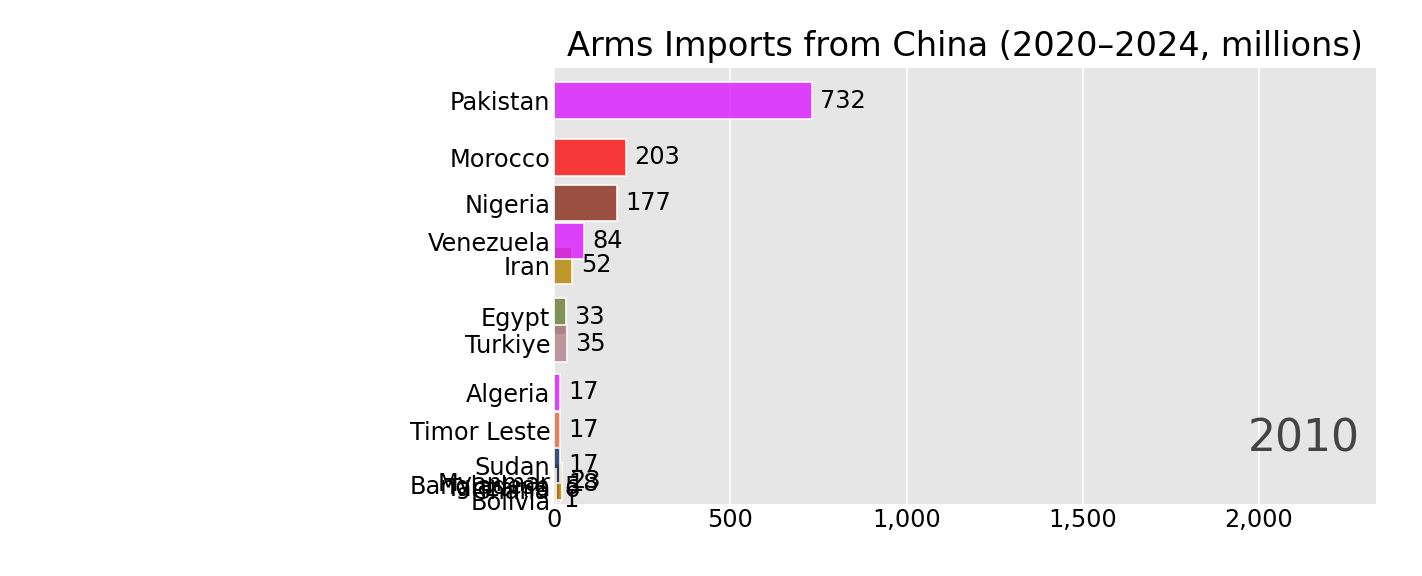 Arms Imports from China (2020–2024, millions)
Pakistan 732
Morocco 203
Nigeria 177
Venezuela 84
Iran 52
Egypt 33
Turkiye 35
Algeria 17
Timor Leste 17
2010
Sudan 17
Myanmar
Bolivia 1
0 500 1,000 1,500 2,000